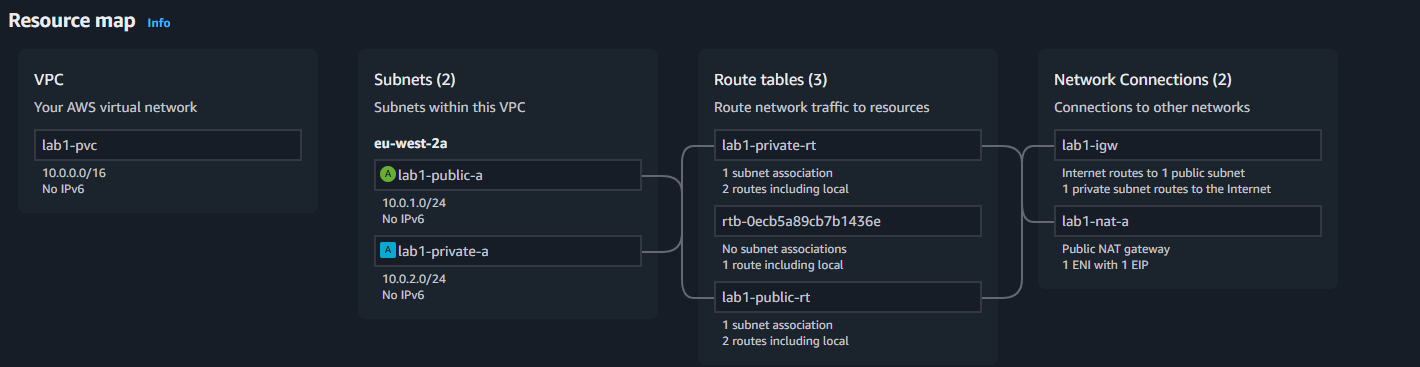 Resource map Info
VPC
Your AWS virtual network
lab1-pvc
10.0.0.0/16
No IPv6
Subnets (2)
Subnets within this VPC
eu-west-2a
A lab1-public-a
10.0.1.0/24
No IPv6
A lab1-private-a
10.0.2.0/24
No IPv6
Route tables (3)
Route network traffic to resources
lab1-private-rt
1 subnet association
2 routes including local
rtb-0ecb5a89cb7b1436e
No subnet associations
1 route including local
lab1-public-rt
1 subnet association
2 routes including local
Network Connections (2)
Connections to other networks
lab1-igw
Internet routes to 1 public subnet
1 private subnet routes to the Internet
lab1-nat-a
Public NAT gateway
1 ENI with 1 EIP